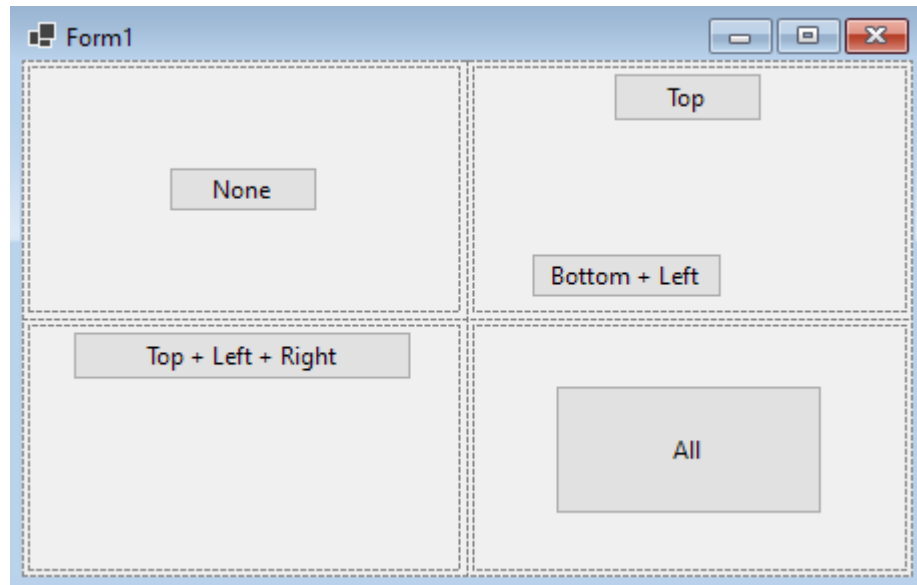 Form1
None
Top
Bottom + Left
Top + Left + Right
All